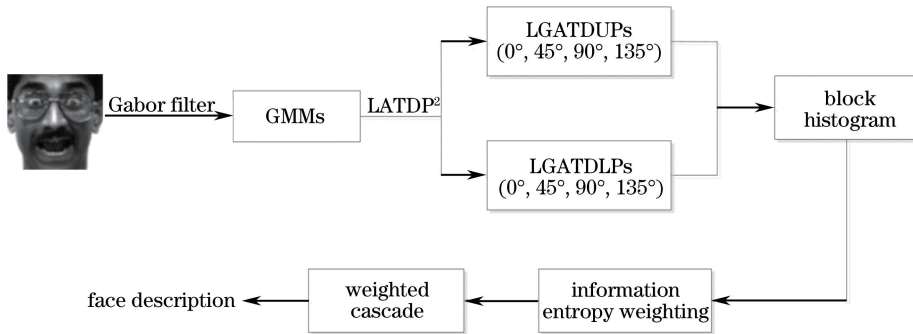 LGATDUPs
(0°, 45°, 90°, 135°)
Gabor filter
GMMs
LATDP²
block
histogram
LGATDLPs
(0°, 45°, 90°, 135°)
face description
weighted
cascade
information
entropy weighting